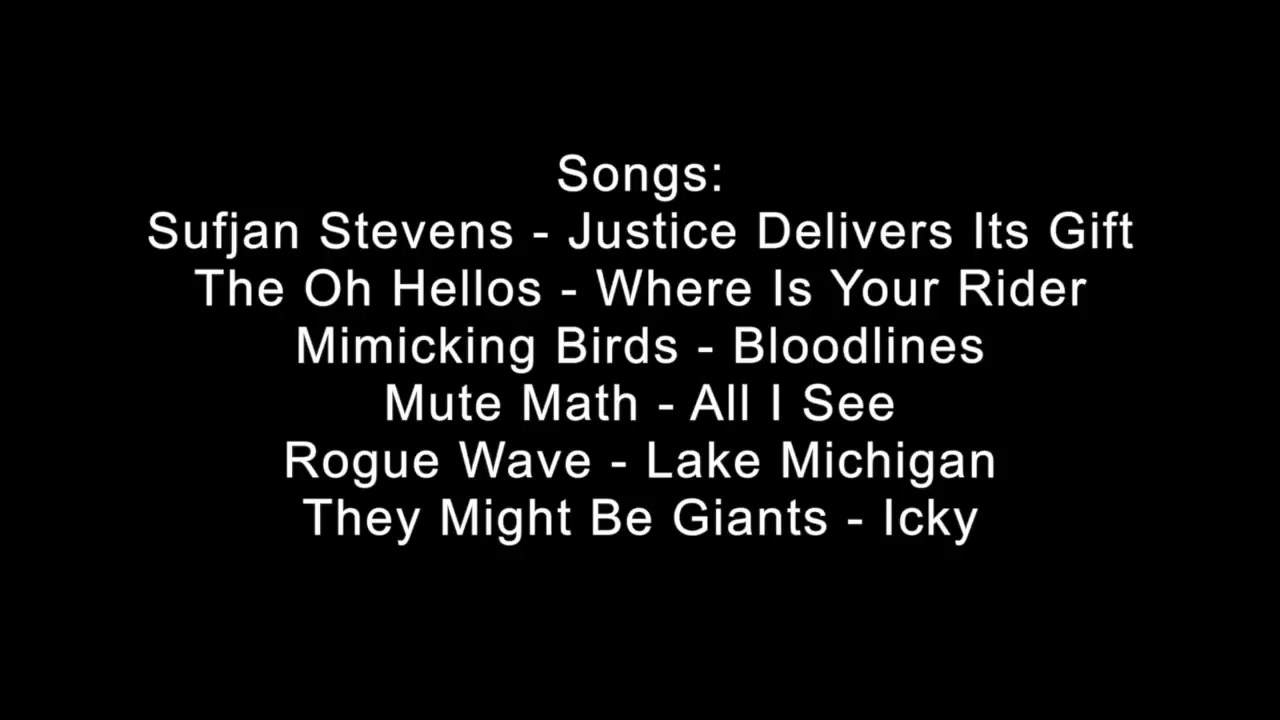 Songs:
Sufjan Stevens - Justice Delivers Its Gift
The Oh Hellos - Where Is Your Rider
Mimicking Birds - Bloodlines
Mute Math - All I See
Rogue Wave - Lake Michigan
They Might Be Giants - Icky